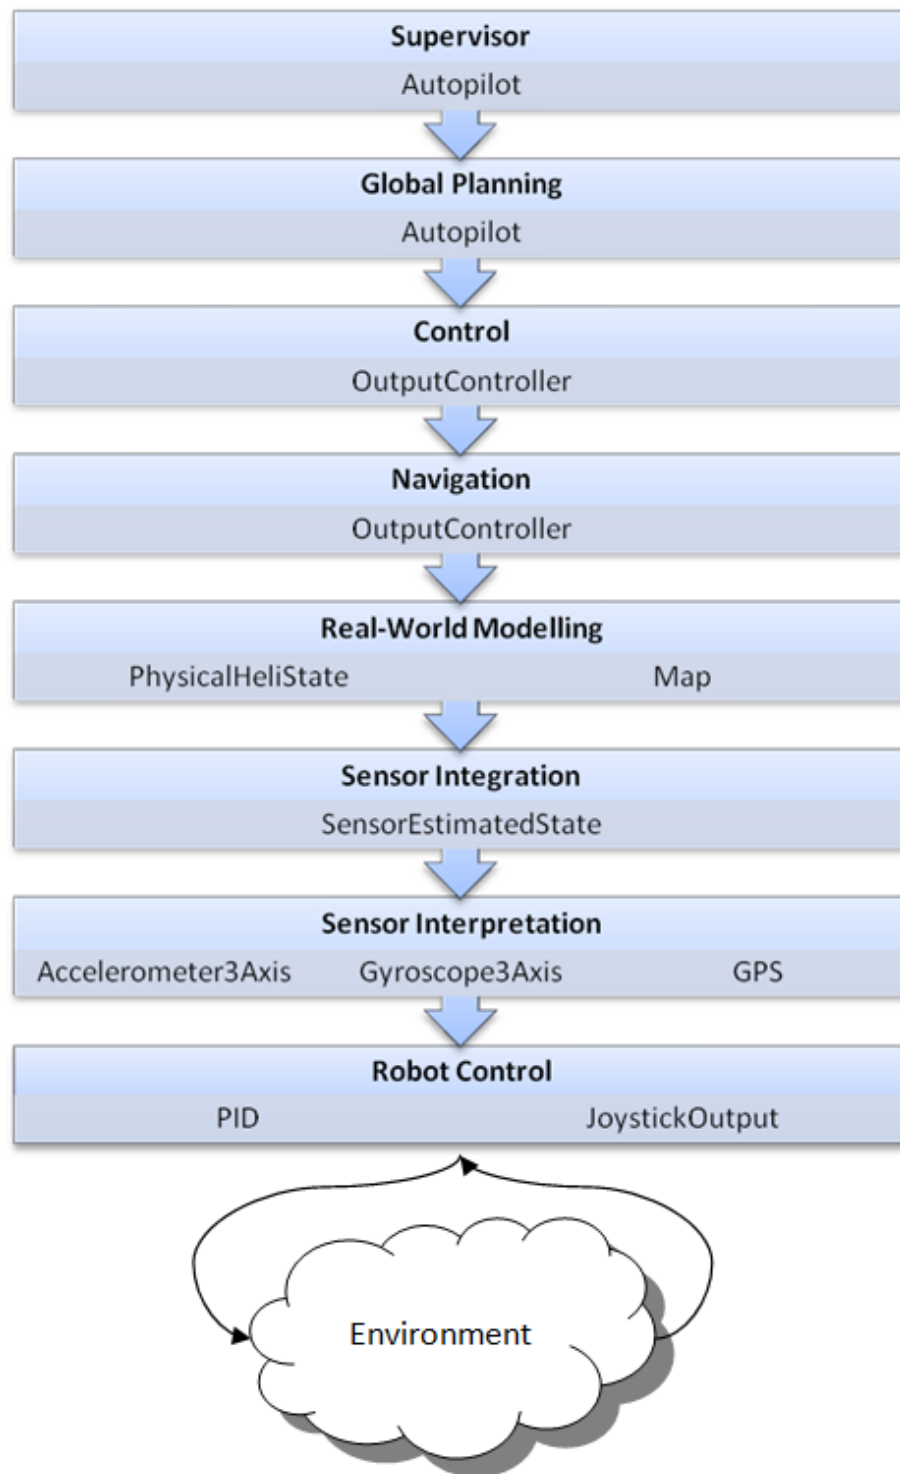 Supervisor
Autopilot
Global Planning
Autopilot
Control
OutputController
Navigation
OutputController
Real-World Modelling
PhysicalHeliState Map
Sensor Integration
SensorEstimatedState
Sensor Interpretation
Accelerometer3Axis Gyroscope3Axis GPS
Robot Control
PID JoystickOutput
Environment